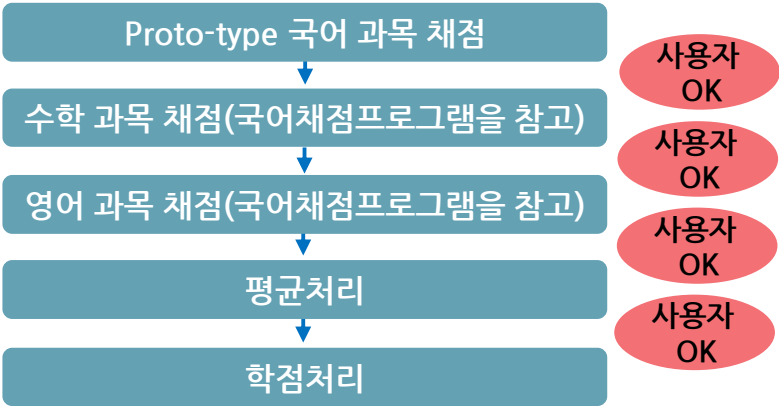 Proto-type 국어 과목 채점
사용자
OK
수학 과목 채점(국어채점프로그램을 참고)
사용자
OK
영어 과목 채점(국어채점프로그램을 참고)
사용자
OK
평균처리
사용자
OK
학점처리